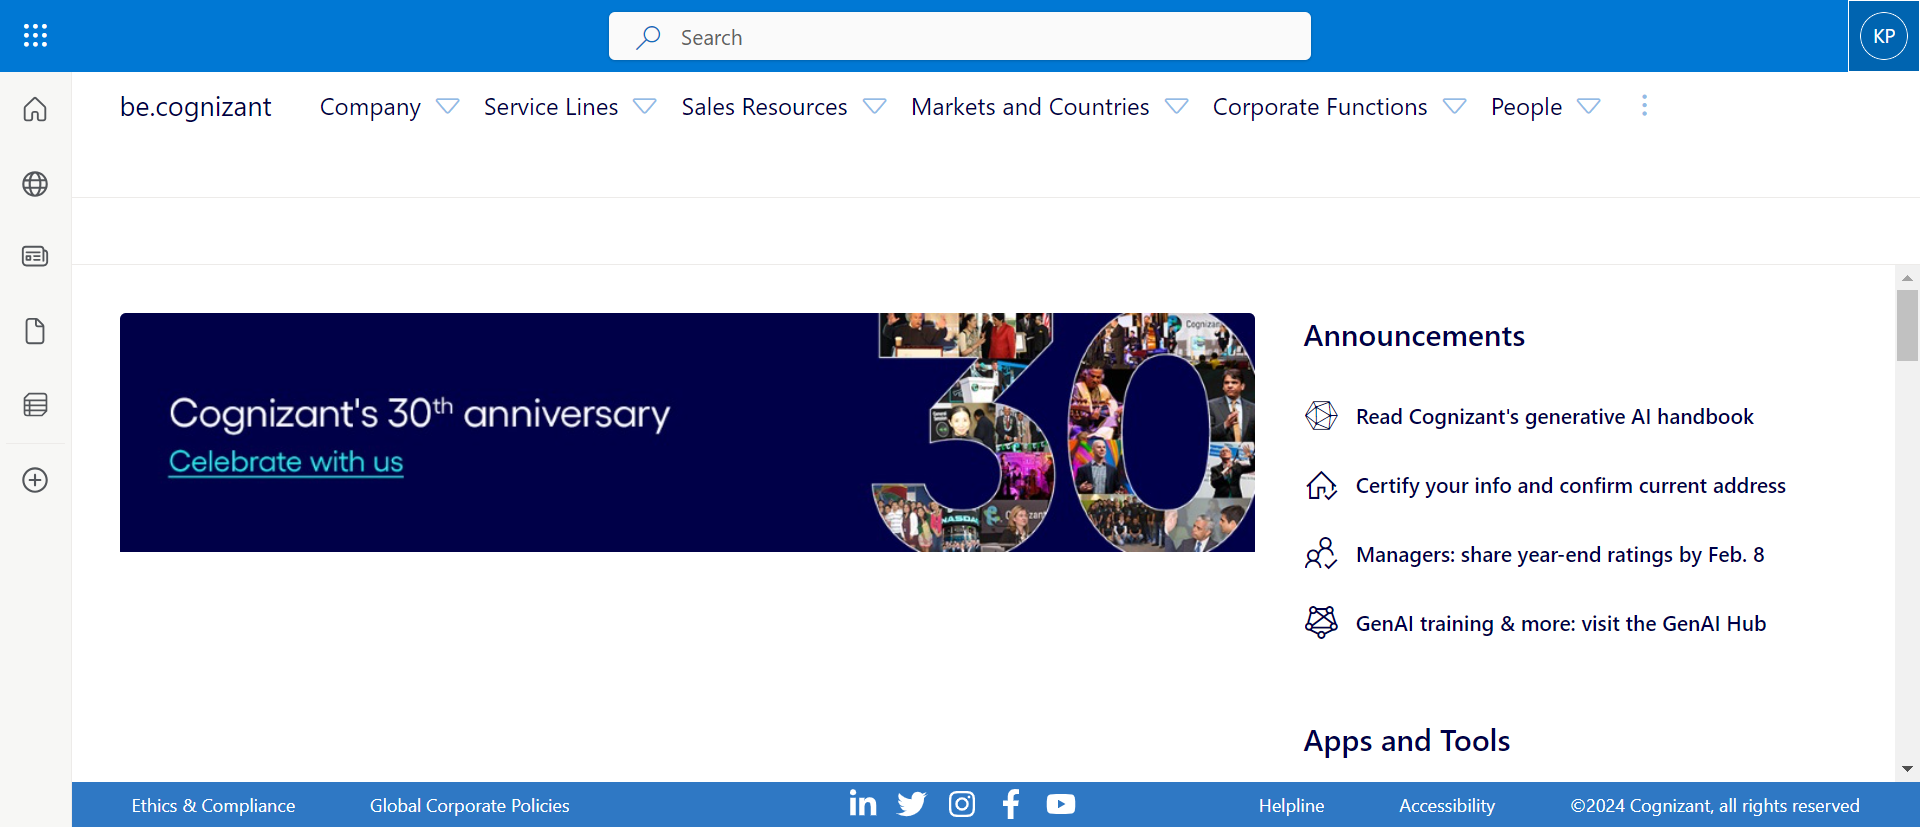 Search
KP
be.cognizant
Company
Service Lines
Sales Resources
Markets and Countries
Corporate Functions
People
Cognizant's 30th anniversary
Celebrate with us
NASDA
Announcements
Read Cognizant's generative AI handbook
Certify your info and confirm current address
Managers: share year-end ratings by Feb. 8
GenAI training & more: visit the GenAI Hub
Apps and Tools
Ethics & Compliance
Global Corporate Policies
Helpline
Accessibility
©2024 Cognizant, all rights reserved